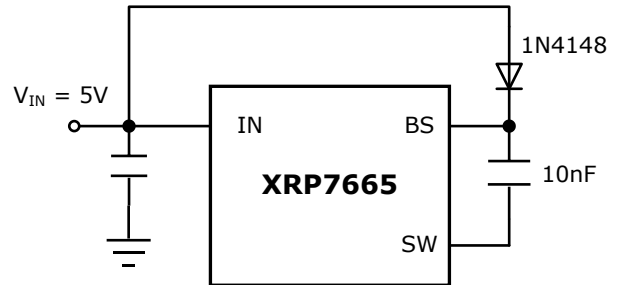 1N4148
V_IN = 5V
IN
BS
XRP7665
10nF
SW